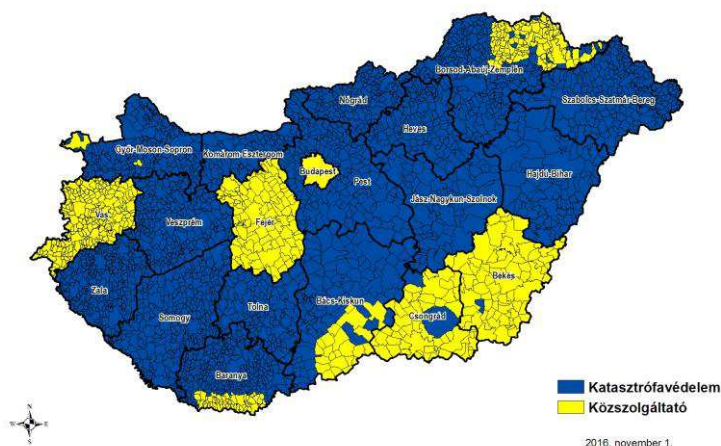 Borsod-Abaúj-Zemplén
Szabolcs-Szatmár-Bereg
Nógrád
Heves
Győr-Moson-Sopron
Komárom-Esztergom
Budapest
Pest
Hajdú-Bihar
Jász-Nagykun-Szolnok
Vas
Veszprém
Fejér
Békés
Zala
Somogy
Tolna
Bács-Kiskun
Csongrád
Baranya
Katasztrófavédelem
Közszolgáltató
N
W
E
S
2016. november 1.